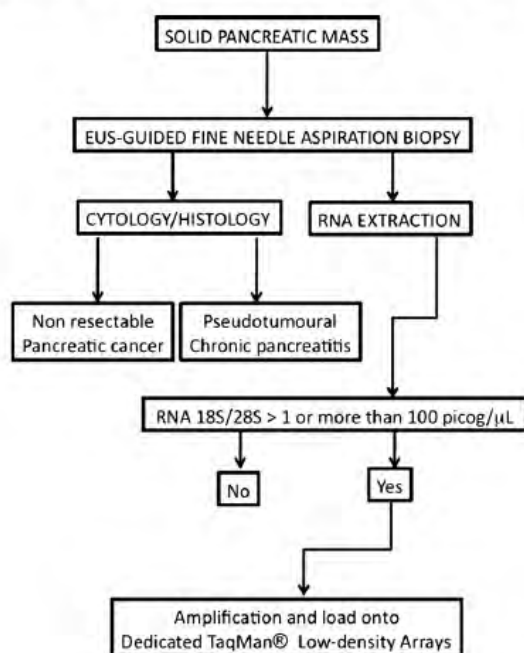 SOLID PANCREATIC MASS
EUS-GUIDED FINE NEEDLE ASPIRATION BIOPSY
CYTOLOGY/HISTOLOGY
RNA EXTRACTION
Non resectable
Pancreatic cancer
Pseudotumoural
Chronic pancreatitis
RNA 18S/28S > 1 or more than 100 picog/μL
No
Yes
Amplification and load onto
Dedicated TaqMan® Low-density Arrays